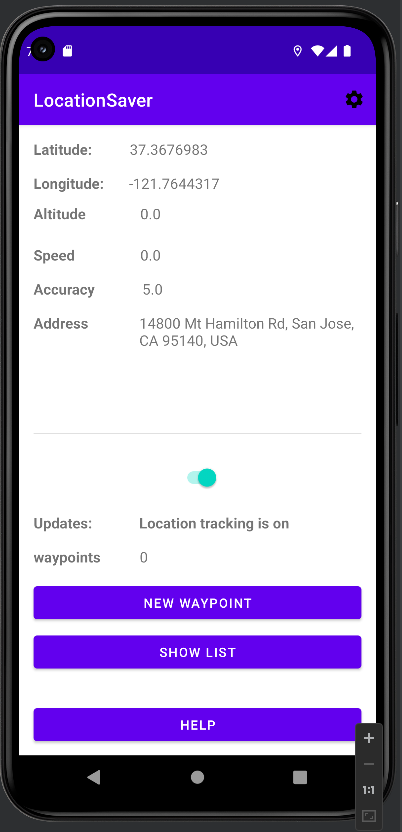 LocationSaver
Latitude: 37.3676983
Longitude: -121.7644317
Altitude 0.0
Speed 0.0
Accuracy 5.0
Address 14800 Mt Hamilton Rd, San Jose,
CA 95140, USA
Updates: Location tracking is on
waypoints 0
NEW WAYPOINT
SHOW LIST
HELP
1:1